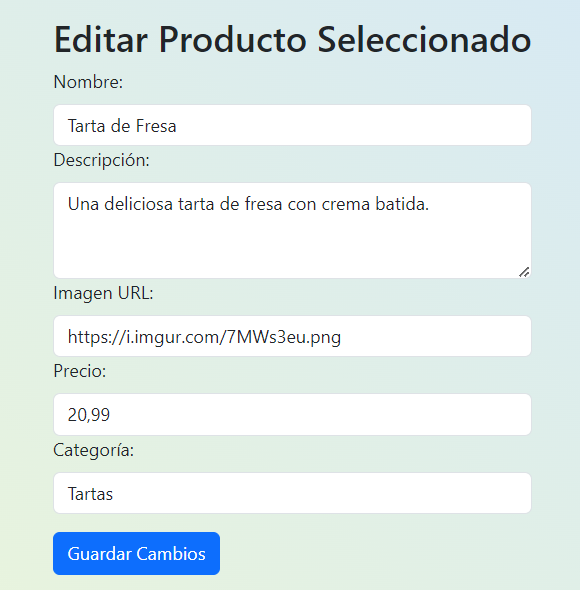 Editar Producto Seleccionado
Nombre:
Tarta de Fresa
Descripción:
Una deliciosa tarta de fresa con crema batida.
Imagen URL:
https://i.imgur.com/7MWs3eu.png
Precio:
20,99
Categoría:
Tartas
Guardar Cambios